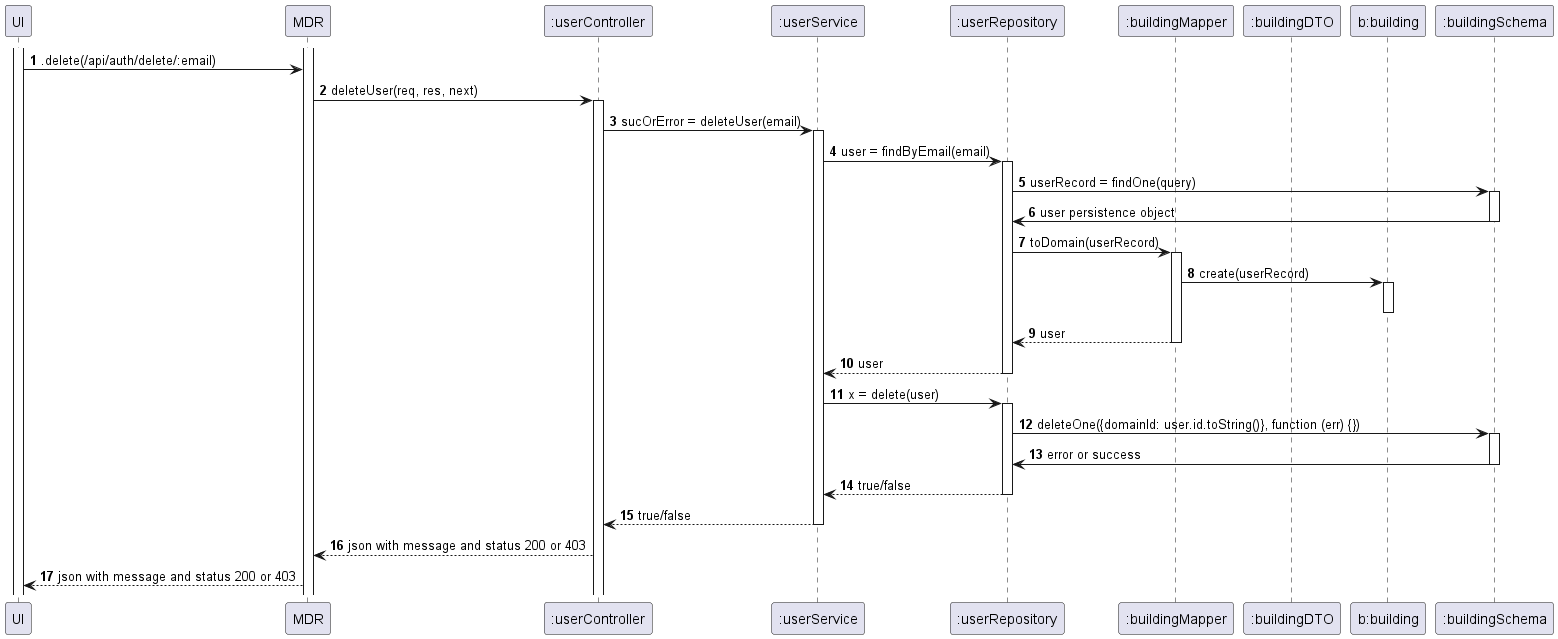 UI MDR :userController :userService :userRepository :buildingMapper :buildingDTO b:building :buildingSchema
1 .delete(/api/auth/delete/:email)
2 deleteUser(req, res, next)
3 sucOrError = deleteUser(email)
4 user = findByEmail(email)
5 userRecord = findOne(query)
6 user persistence object
7 toDomain(userRecord)
8 create(userRecord)
9 user
10 user
11 x = delete(user)
12 deleteOne({domainId: user.id.toString()}, function (err) {})
13 error or success
14 true/false
15 true/false
16 json with message and status 200 or 403
17 json with message and status 200 or 403
UI MDR :userController :userService :userRepository :buildingMapper :buildingDTO b:building :buildingSchema